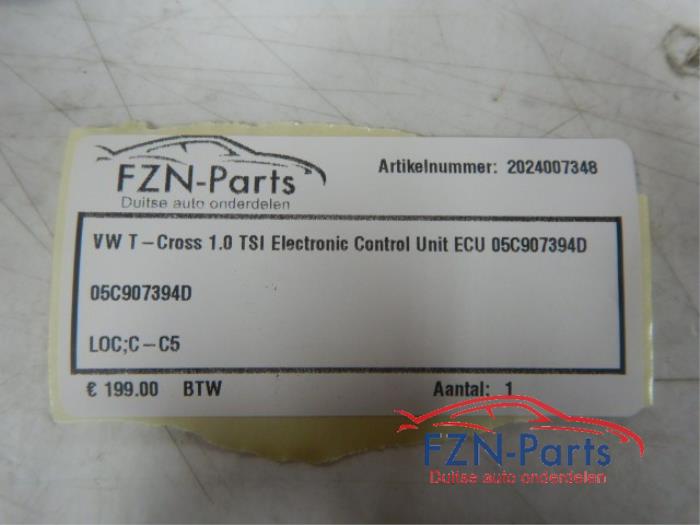 FZN-Parts
Duitse auto onderdelen
Artikelnummer: 2024007348
VW T-Cross 1.0 TSI Electronic Control Unit ECU 05C907394D
05C907394D
LOC;C-C5
€ 199.00 BTW
Aantal: 1
FZN-Parts
Duitse auto onderdelen